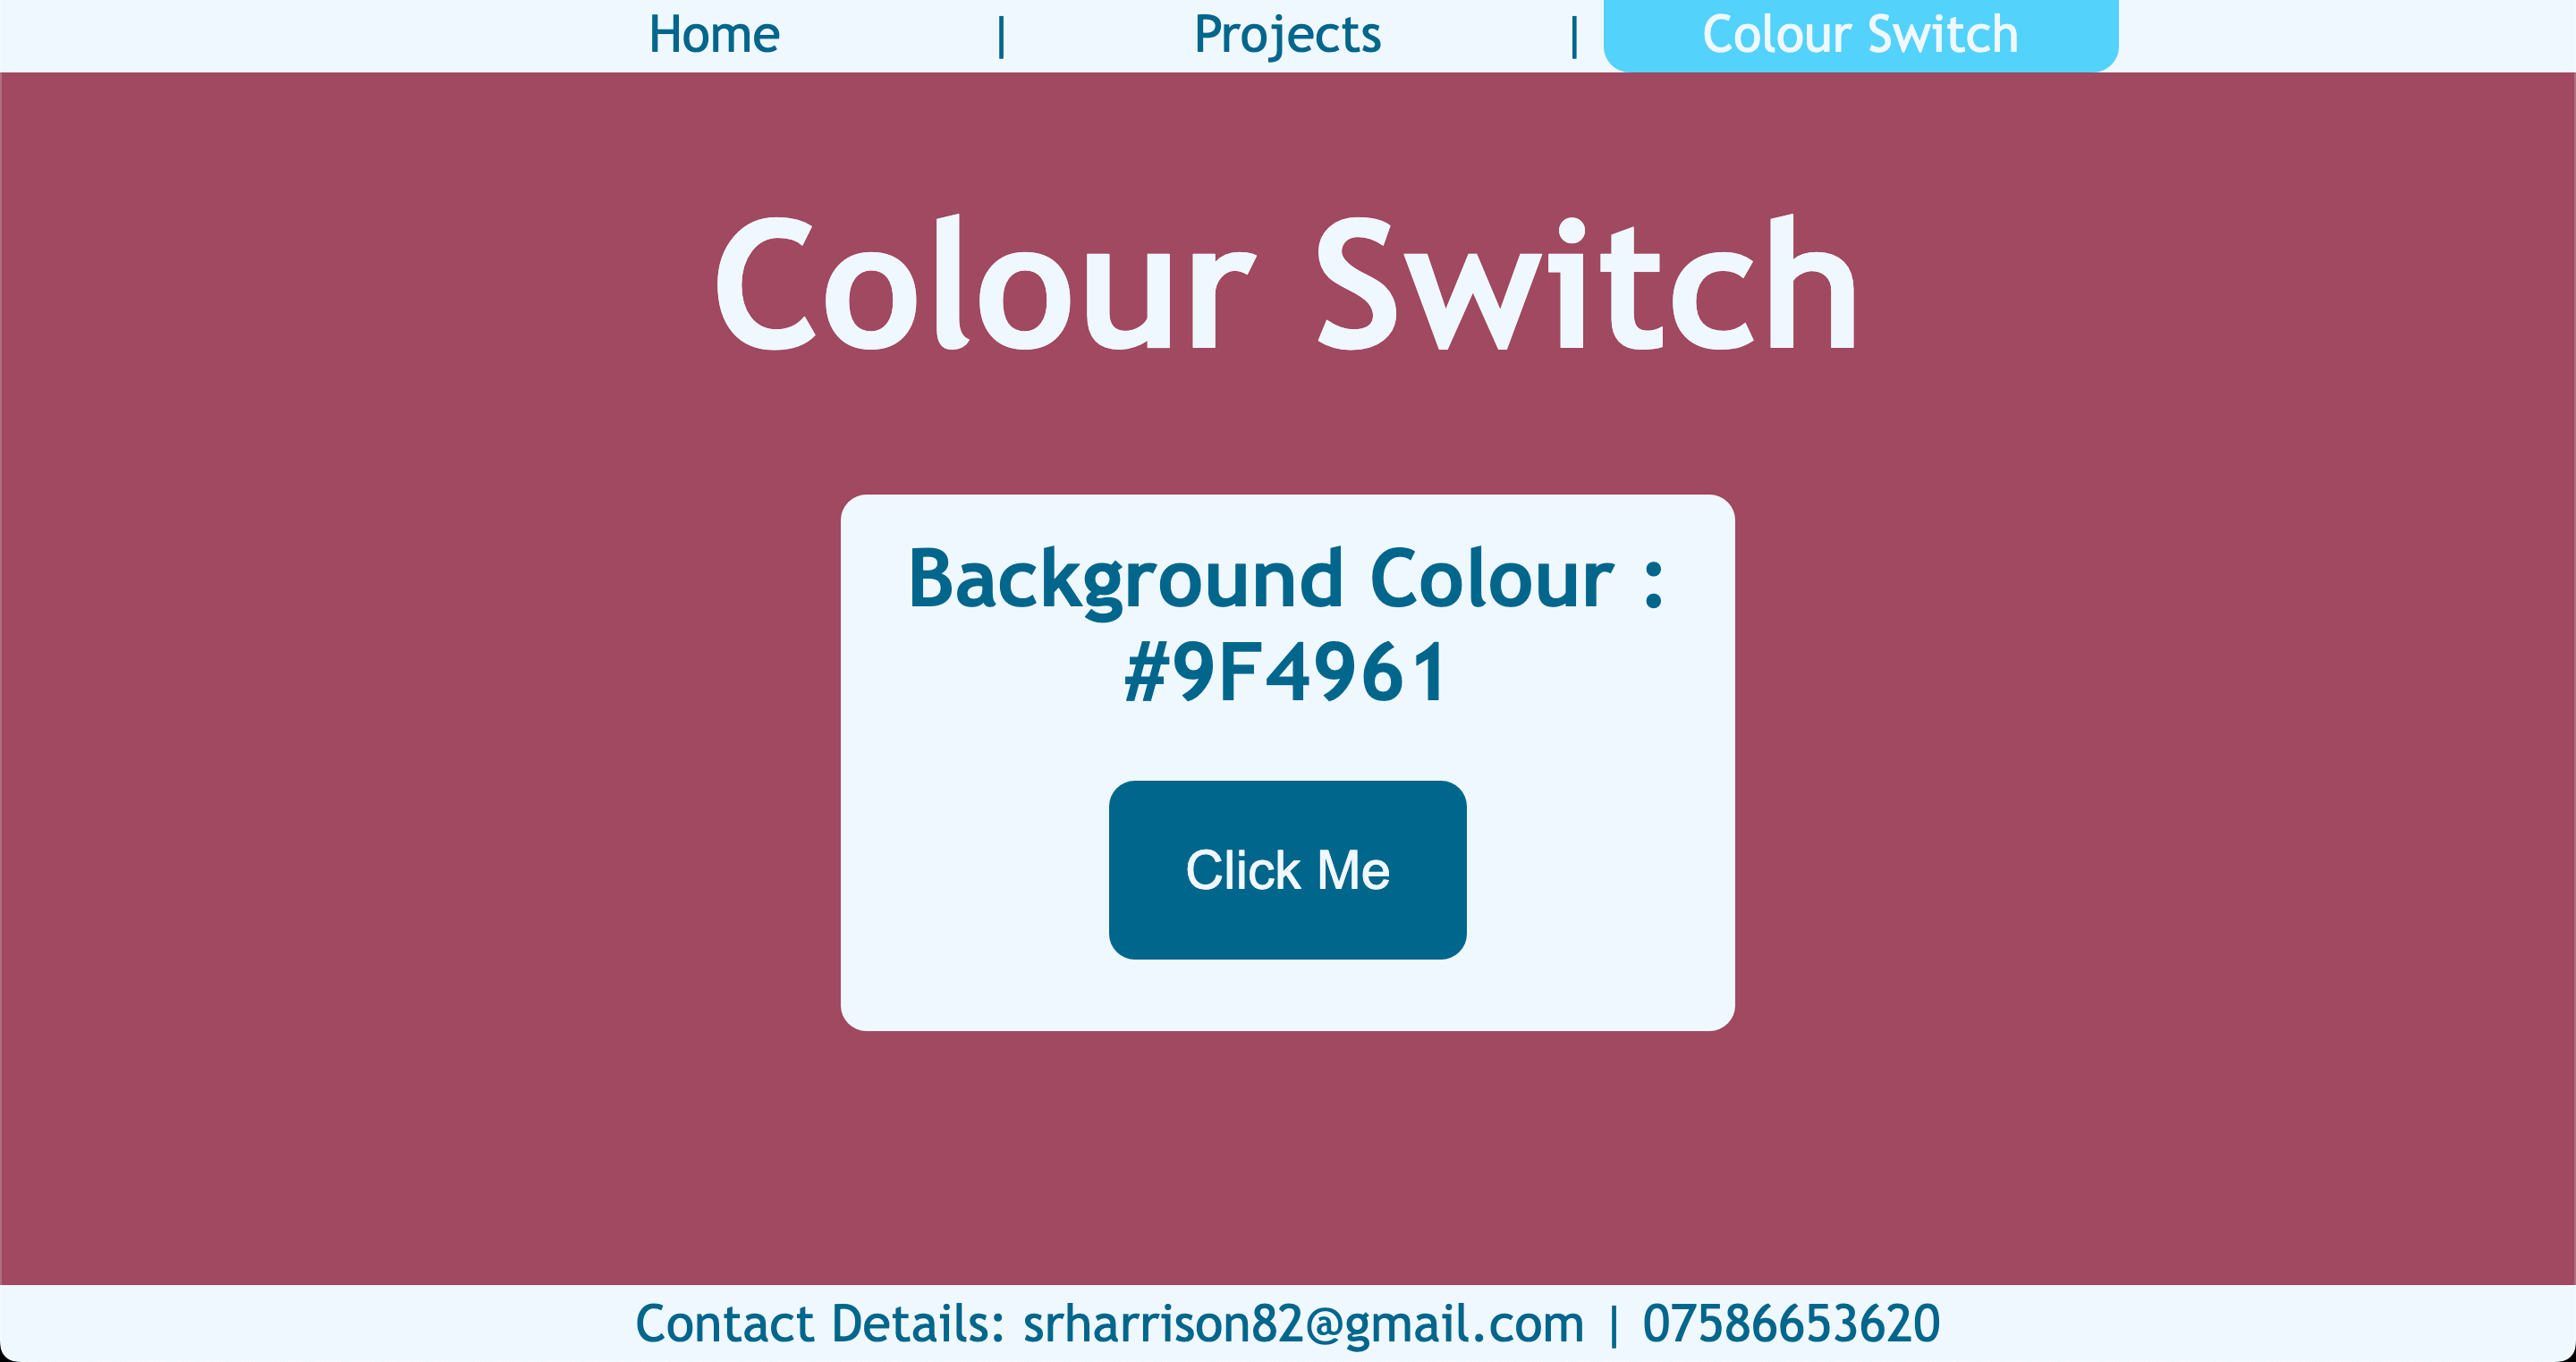 Home | Projects | Colour Switch
Colour Switch
Background Colour :
#9F4961
Click Me
Contact Details: srharrison82@gmail.com | 07586653620